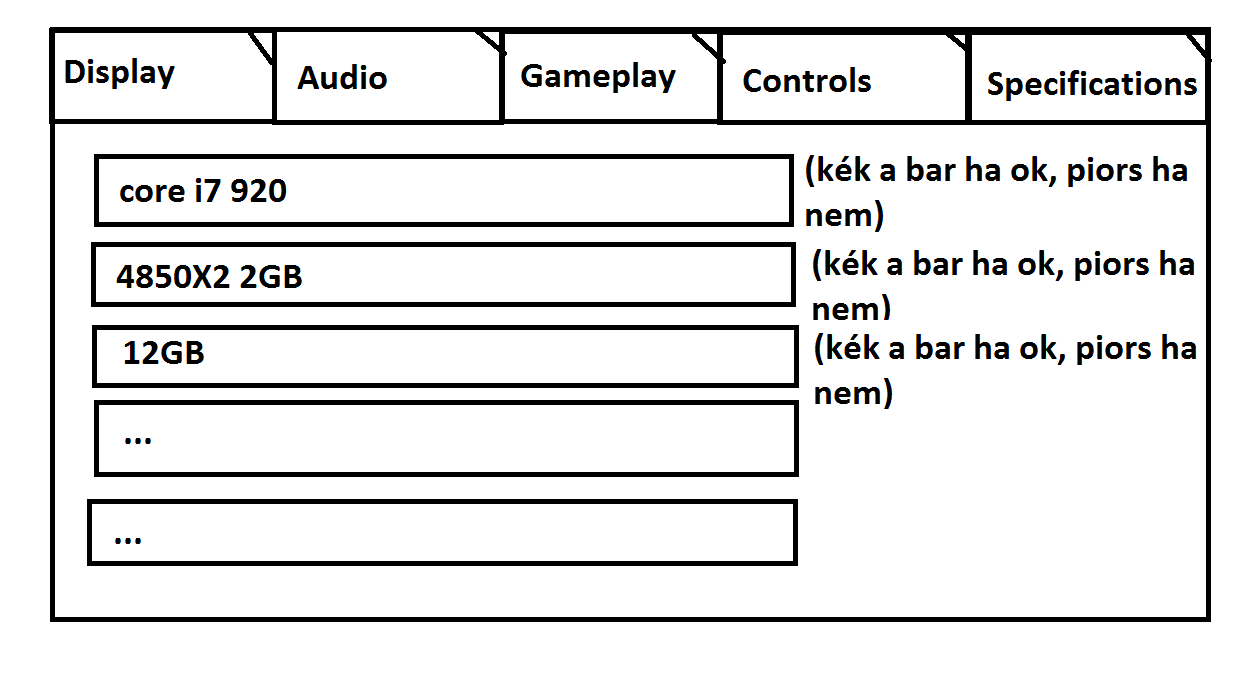 Display
Audio
Gameplay
Controls
Specifications
core i7 920
(kék a bar ha ok, piors ha
nem)
4850X2 2GB
(kék a bar ha ok, piors ha
nem)
12GB
(kék a bar ha ok, piors ha
nem)
...
...